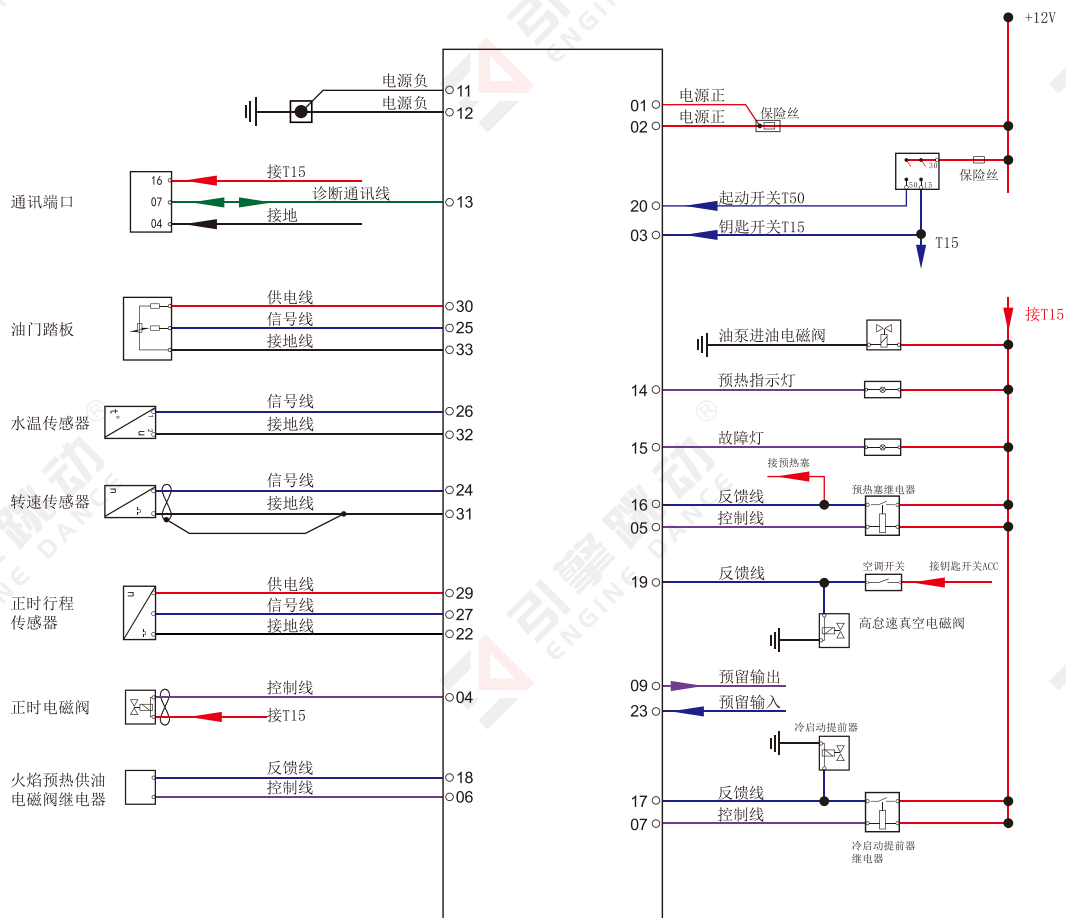 +12V
电源负
11
电源负
12
01
电源正
02
电源正
保险丝
30
50
15
保险丝
通讯端口
16
07
04
接T15
诊断通讯线
13
接地
20
起动开关T50
03
钥匙开关T15
T15
油门踏板
供电线
30
信号线
25
接地线
33
接T15
油泵进油电磁阀
14
预热指示灯
水温传感器
t°
u
1
2
信号线
26
接地线
32
15
故障灯
接预热塞
转速传感器
n
信号线
24
接地线
31
16
反馈线
05
控制线
预热塞继电器
19
反馈线
空调开关
接钥匙开关ACC
高怠速真空电磁阀
正时行程
传感器
n
供电线
29
信号线
27
接地线
22
正时电磁阀
控制线
04
接T15
09
预留输出
23
预留输入
冷启动提前器
火焰预热供油
电磁阀继电器
反馈线
18
控制线
06
17
反馈线
07
控制线
冷启动提前器
继电器
引擎跳动
ENGINE DANCE
®